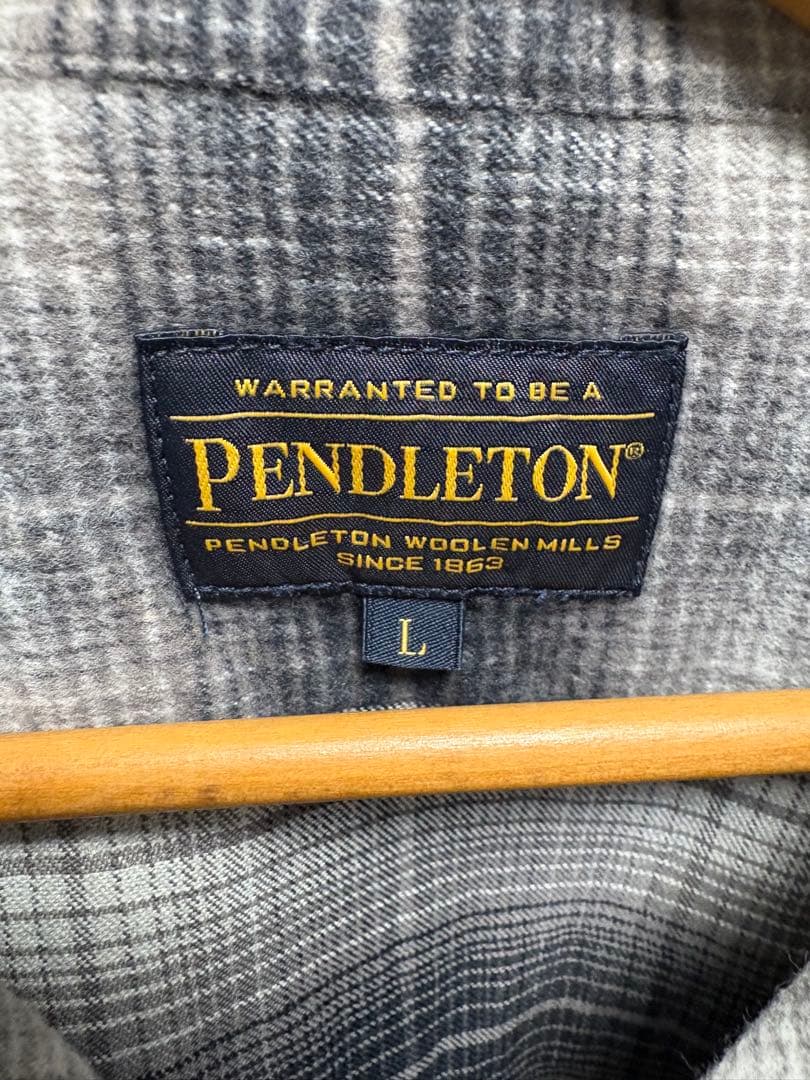 WARRANTED TO BE A
PENDLETON®
PENDLETON WOOLEN MILLS
SINCE 1863
L